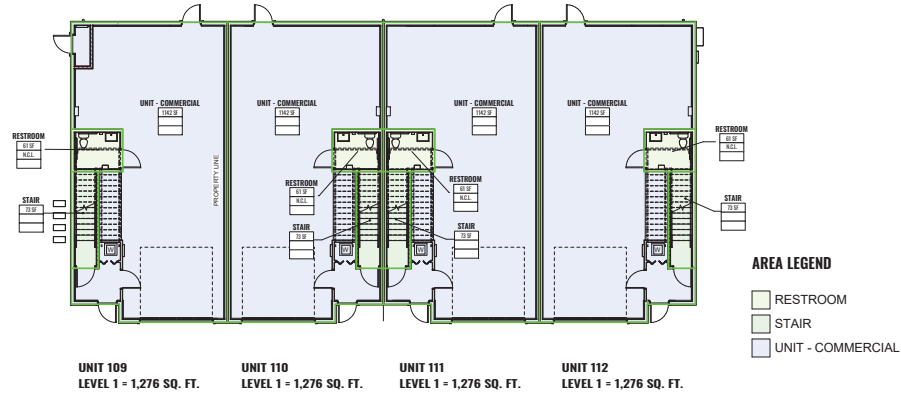 UNIT - COMMERCIAL
1142 SF
UNIT - COMMERCIAL
1142 SF
UNIT - COMMERCIAL
1142 SF
UNIT - COMMERCIAL
1142 SF
RESTROOM
61 SF
N.C.L.
RESTROOM
61 SF
N.C.L.
RESTROOM
61 SF
N.C.L.
RESTROOM
61 SF
N.C.L.
PROPERTY LINE
STAIR
73 SF
STAIR
73 SF
STAIR
73 SF
STAIR
73 SF
W
W
W
W
AREA LEGEND
RESTROOM
STAIR
UNIT - COMMERCIAL
UNIT 109
LEVEL 1 = 1,276 SQ. FT.
UNIT 110
LEVEL 1 = 1,276 SQ. FT.
UNIT 111
LEVEL 1 = 1,276 SQ. FT.
UNIT 112
LEVEL 1 = 1,276 SQ. FT.